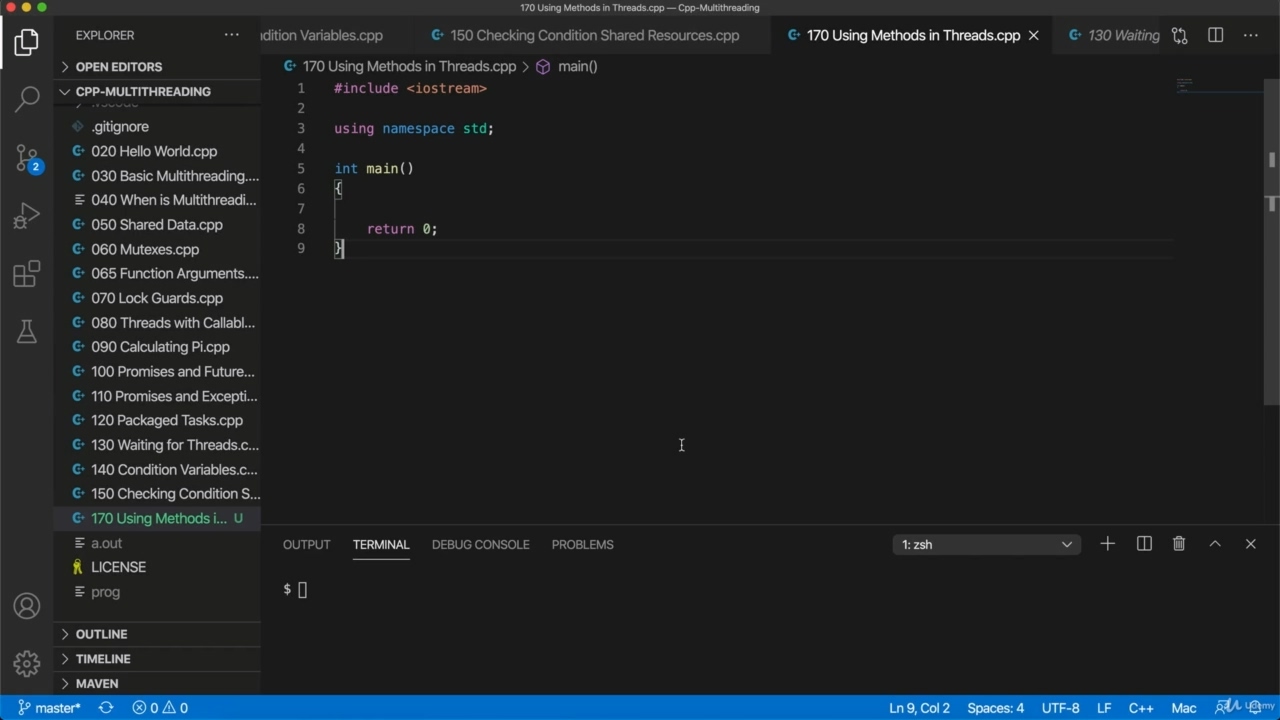 170 Using Methods in Threads.cpp — Cpp-Multithreading
EXPLORER
dition Variables.cpp
150 Checking Condition Shared Resources.cpp
170 Using Methods in Threads.cpp
130 Waiting
OPEN EDITORS
170 Using Methods in Threads.cpp > main()
CPP-MULTITHREADING
.vscode
.gitignore
020 Hello World.cpp
030 Basic Multithreading....
040 When is Multithreadi...
050 Shared Data.cpp
060 Mutexes.cpp
065 Function Arguments....
070 Lock Guards.cpp
080 Threads with Callabl...
090 Calculating Pi.cpp
100 Promises and Future...
110 Promises and Excepti...
120 Packaged Tasks.cpp
130 Waiting for Threads.c...
140 Condition Variables.c...
150 Checking Condition S...
170 Using Methods i... U
a.out
LICENSE
prog
OUTLINE
TIMELINE
MAVEN
2
1 #include <iostream>
2
3 using namespace std;
4
5 int main()
6 {
7
8 return 0;
9 }
OUTPUT TERMINAL DEBUG CONSOLE PROBLEMS
1: zsh
$
master* 0 0
Ln 9, Col 2 Spaces: 4 UTF-8 LF C++ Mac
Udemy